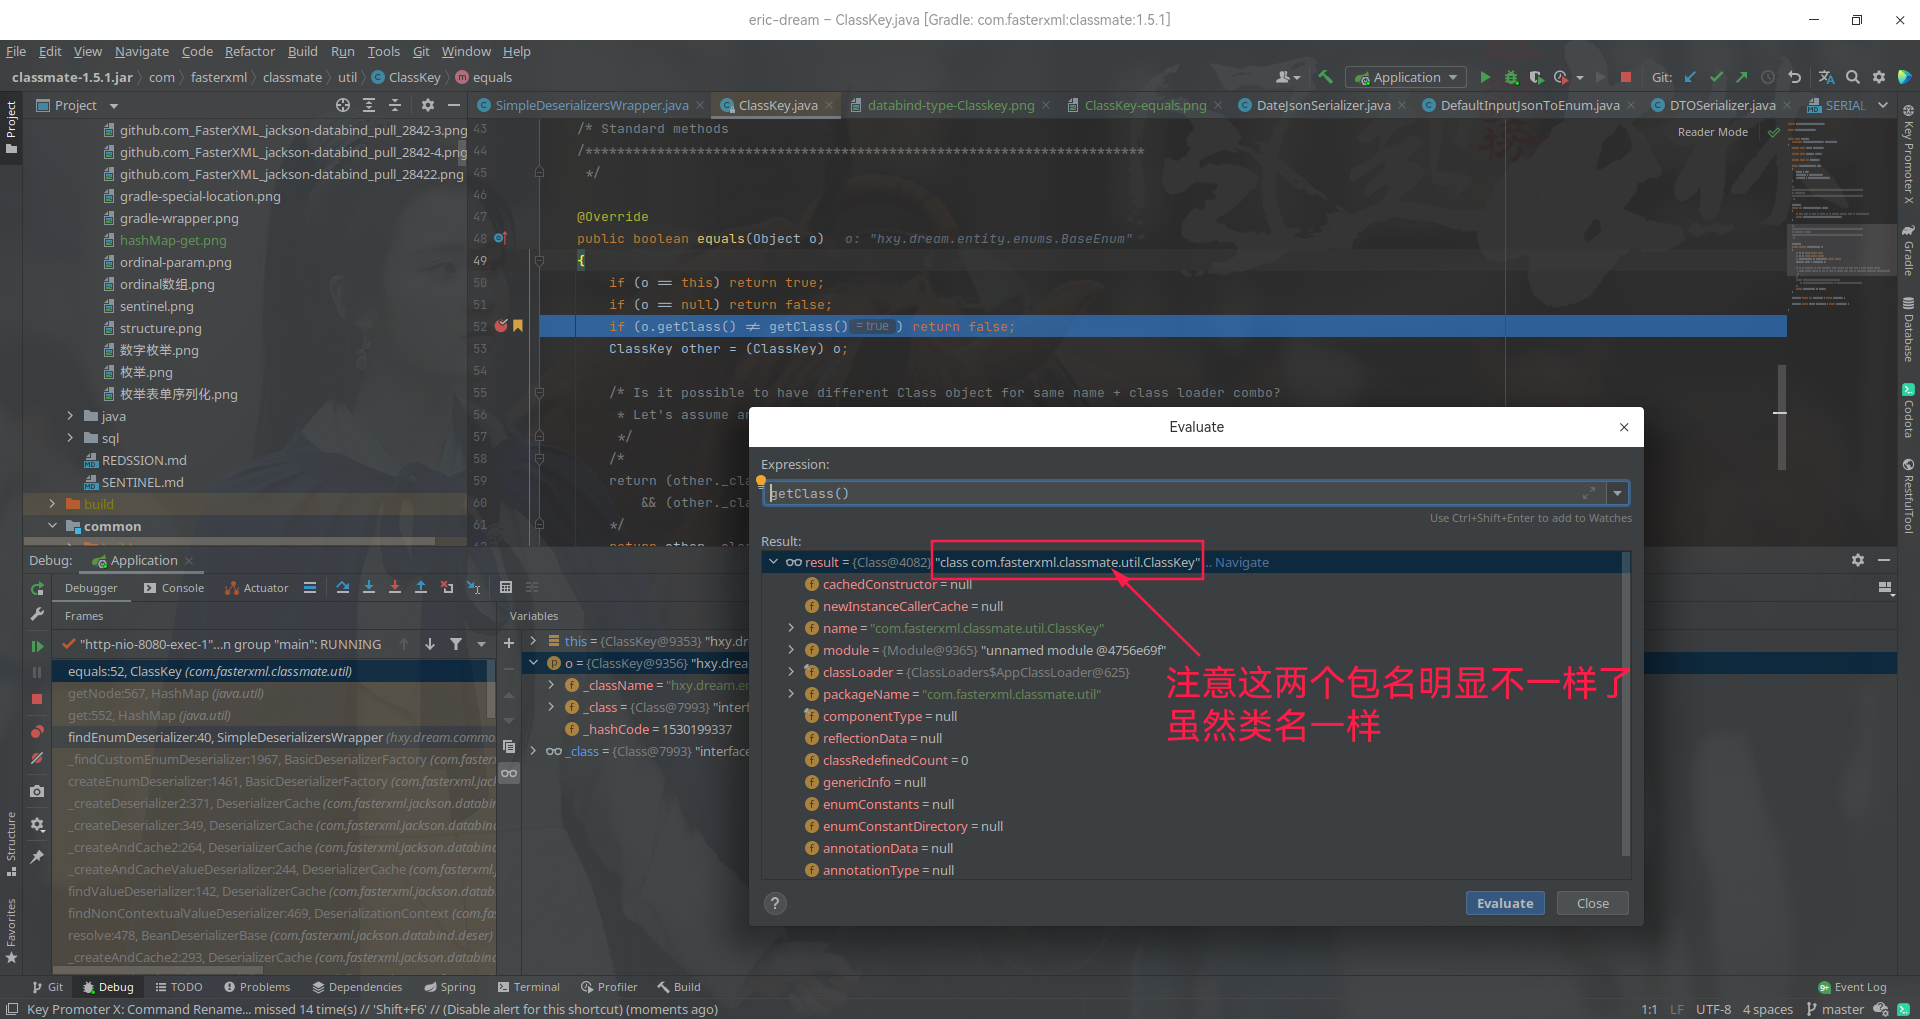 eric-dream – ClassKey.java [Gradle: com.fasterxml:classmate:1.5.1]
File Edit View Navigate Code Refactor Build Run Tools Git Window Help
classmate-1.5.1.jar com fasterxml classmate util ClassKey equals
Application Git:
Project
SimpleDeserializersWrapper.java ClassKey.java databind-type-Classkey.png ClassKey-equals.png DateJsonSerializer.java DefaultInputJsonToEnum.java DTOSerializer.java SERIAL
Project
github.com_FasterXML_jackson-databind_pull_2842-3.png
github.com_FasterXML_jackson-databind_pull_2842-4.png
github.com_FasterXML_jackson-databind_pull_28422.png
gradle-special-location.png
gradle-wrapper.png
hashMap-get.png
ordinal-param.png
ordinal数组.png
sentinel.png
structure.png
数字枚举.png
枚举.png
枚举表单序列化.png
java
sql
REDSSION.md
SENTINEL.md
build
common
Reader Mode
43 /* Standard methods
44 /**********************************************************************
45 */
46
47 @Override
48 public boolean equals(Object o) o: "hxy.dream.entity.enums.BaseEnum"
49 {
50 if (o == this) return true;
51 if (o == null) return false;
52 if (o.getClass() ≠ getClass() = true ) return false;
53 ClassKey other = (ClassKey) o;
54
55 /* Is it possible to have different Class object for same name + class loader combo?
56 * Let's assume a
57 */
58 /*
59 return (other._cla
60 && (other._cla
61 */
Key Promoter X
Gradle
Database
Codota
RestfulTool
Evaluate
Expression:
getClass()
Use Ctrl+Shift+Enter to add to Watches
Result:
result = {Class@4082} "class com.fasterxml.classmate.util.ClassKey" ... Navigate
cachedConstructor = null
newInstanceCallerCache = null
name = "com.fasterxml.classmate.util.ClassKey"
module = {Module@9365} "unnamed module @4756e69f"
classLoader = {ClassLoaders$AppClassLoader@625}
packageName = "com.fasterxml.classmate.util"
componentType = null
reflectionData = null
classRedefinedCount = 0
genericInfo = null
enumConstants = null
enumConstantDirectory = null
annotationData = null
annotationType = null
注意这两个包名明显不一样了
虽然类名一样
? Evaluate Close
Debug: Application
Debugger Console Actuator
Frames
"http-nio-8080-exec-1"...n group "main": RUNNING
equals:52, ClassKey (com.fasterxml.classmate.util)
getNode:567, HashMap (java.util)
get:552, HashMap (java.util)
findEnumDeserializer:40, SimpleDeserializersWrapper (hxy.dream.commo
_findCustomEnumDeserializer:1967, BasicDeserializerFactory (com.faster
createEnumDeserializer:1461, BasicDeserializerFactory (com.fasterxml.jac
_createDeserializer2:371, DeserializerCache (com.fasterxml.jackson.databin
_createDeserializer:349, DeserializerCache (com.fasterxml.jackson.databind
_createAndCache2:264, DeserializerCache (com.fasterxml.jackson.databind
_createAndCacheValueDeserializer:244, DeserializerCache (com.fasterxml.
findValueDeserializer:142, DeserializerCache (com.fasterxml.jackson.datab
findNonContextualValueDeserializer:469, DeserializationContext (com.fas
resolve:478, BeanDeserializerBase (com.fasterxml.jackson.databind.deser)
_createAndCache2:293, DeserializerCache (com.fasterxml.jackson.databind
Variables
this = {ClassKey@9353} "hxy.dr
o = {ClassKey@9356} "hxy.drea
_className = "hxy.dream.er
_class = {Class@7993} "interf
_hashCode = 1530199337
_class = {Class@7993} "interface
Structure
Favorites
Git Debug TODO Problems Dependencies Spring Terminal Profiler Build 9+ Event Log
Key Promoter X: Command Rename... missed 14 time(s) // 'Shift+F6' // (Disable alert for this shortcut) (moments ago) 1:1 LF UTF-8 4 spaces master